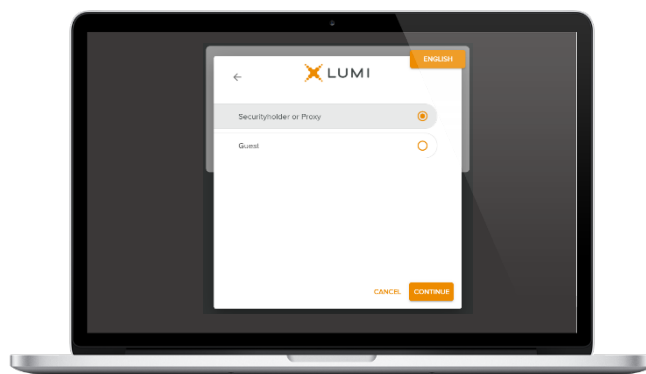 ENGLISH
LUMI
Securityholder or Proxy
Guest
CANCEL
CONTINUE